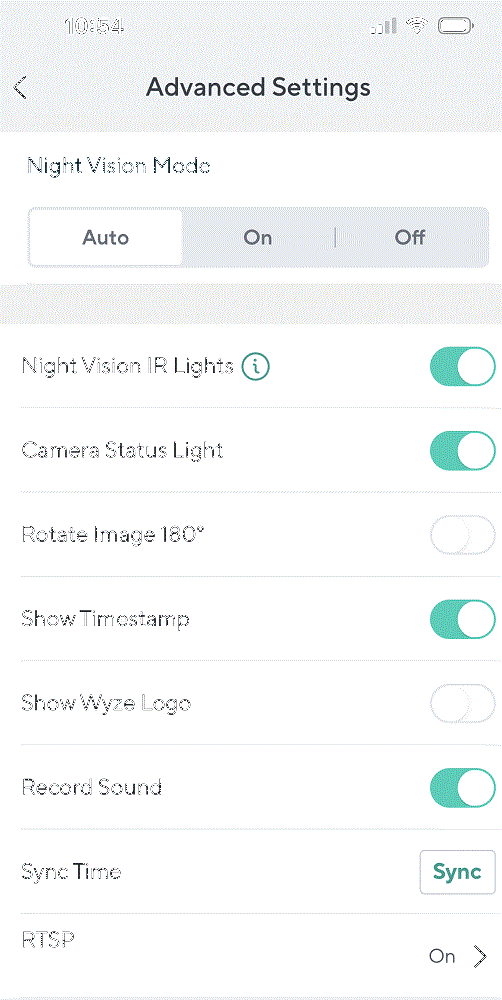 10:54
Advanced Settings
Night Vision Mode
Auto On Off
Night Vision IR Lights
Camera Status Light
Rotate Image 180°
Show Timestamp
Show Wyze Logo
Record Sound
Sync Time Sync
RTSP
On